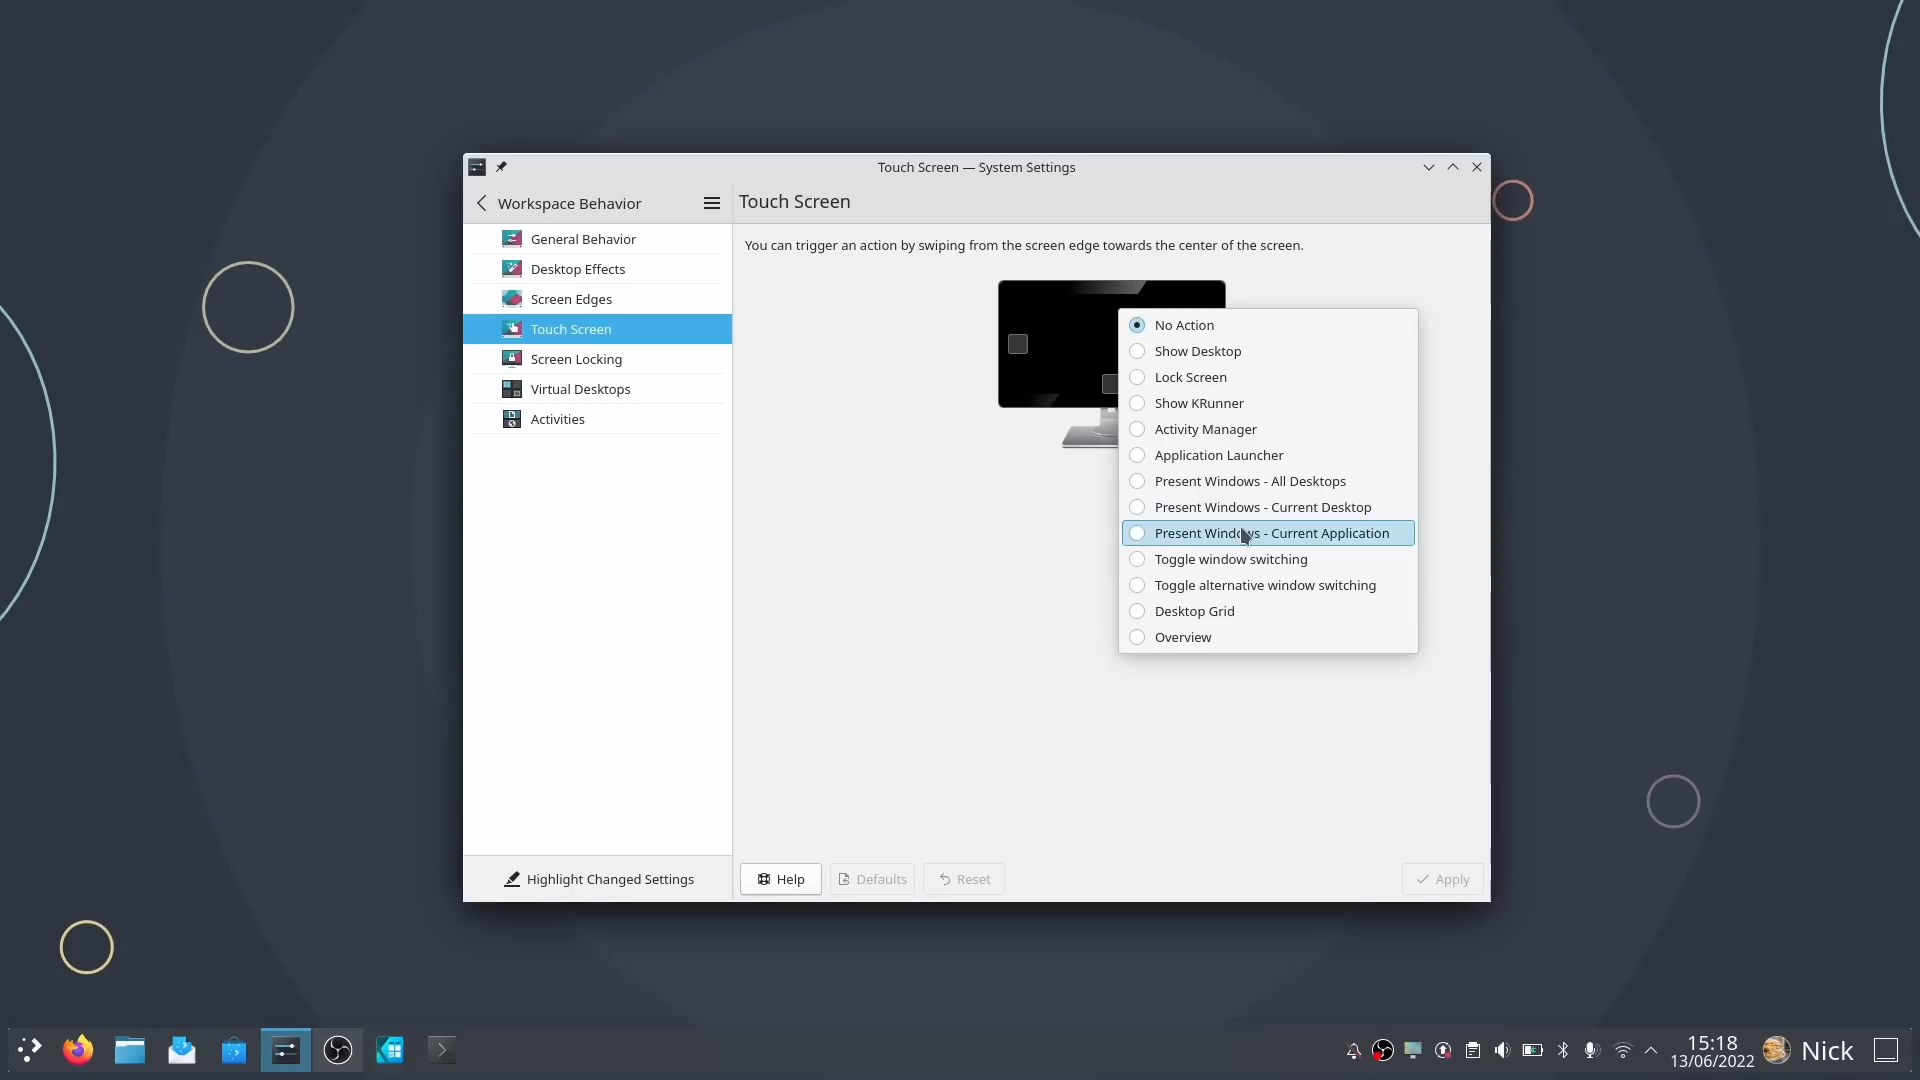 Touch Screen — System Settings
Workspace Behavior
Touch Screen
General Behavior
Desktop Effects
Screen Edges
Touch Screen
Screen Locking
Virtual Desktops
Activities
Highlight Changed Settings
You can trigger an action by swiping from the screen edge towards the center of the screen.
No Action
Show Desktop
Lock Screen
Show KRunner
Activity Manager
Application Launcher
Present Windows - All Desktops
Present Windows - Current Desktop
Present Windows - Current Application
Toggle window switching
Toggle alternative window switching
Desktop Grid
Overview
Help
Defaults
Reset
Apply
15:18
13/06/2022
Nick